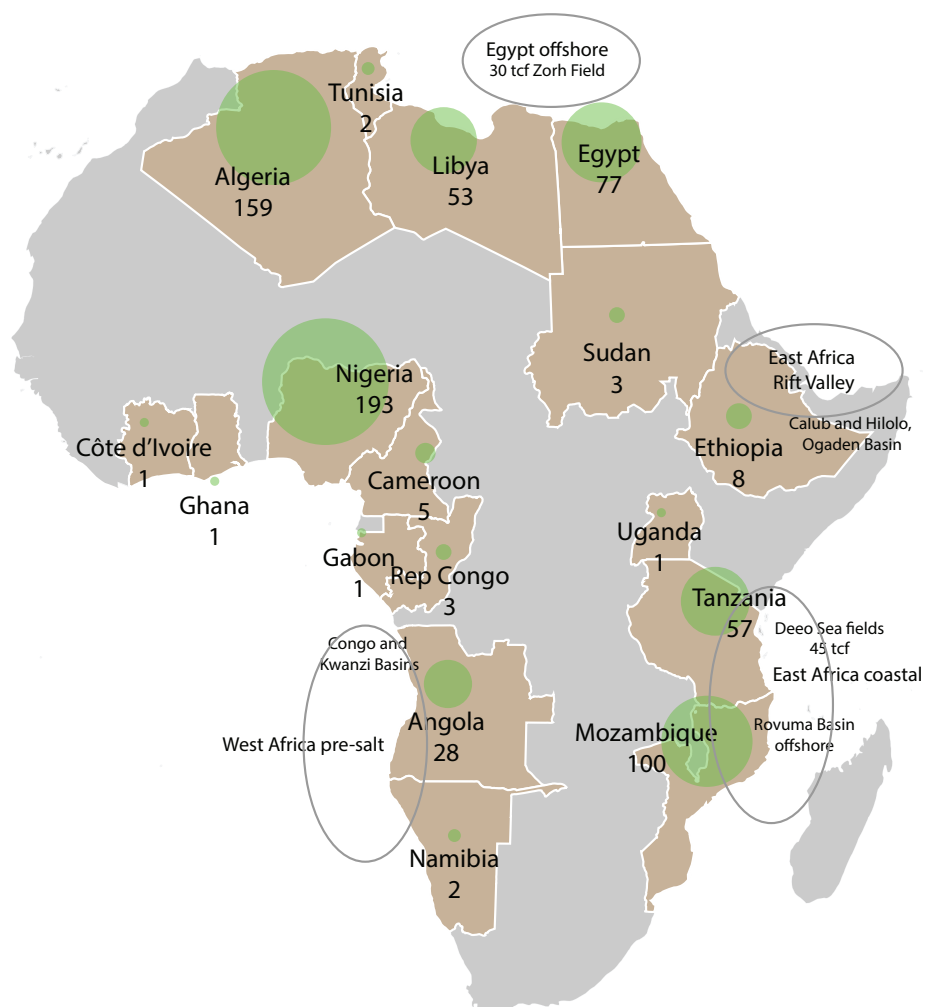 Egypt offshore
30 tcf Zorh Field
Tunisia
2
Algeria
159
Libya
53
Egypt
77
Sudan
3
East Africa
Rift Valley
Nigeria
193
Calub and Hilolo,
Ogaden Basin
Côte d'Ivoire
1
Ethiopia
8
Cameroon
5
Ghana
1
Uganda
1
Gabon
1
Rep Congo
3
Tanzania
57
Deeo Sea fields
45 tcf
East Africa coastal
Congo and
Kwanzi Basins
Angola
28
West Africa pre-salt
Mozambique
100
Rovuma Basin
offshore
Namibia
2